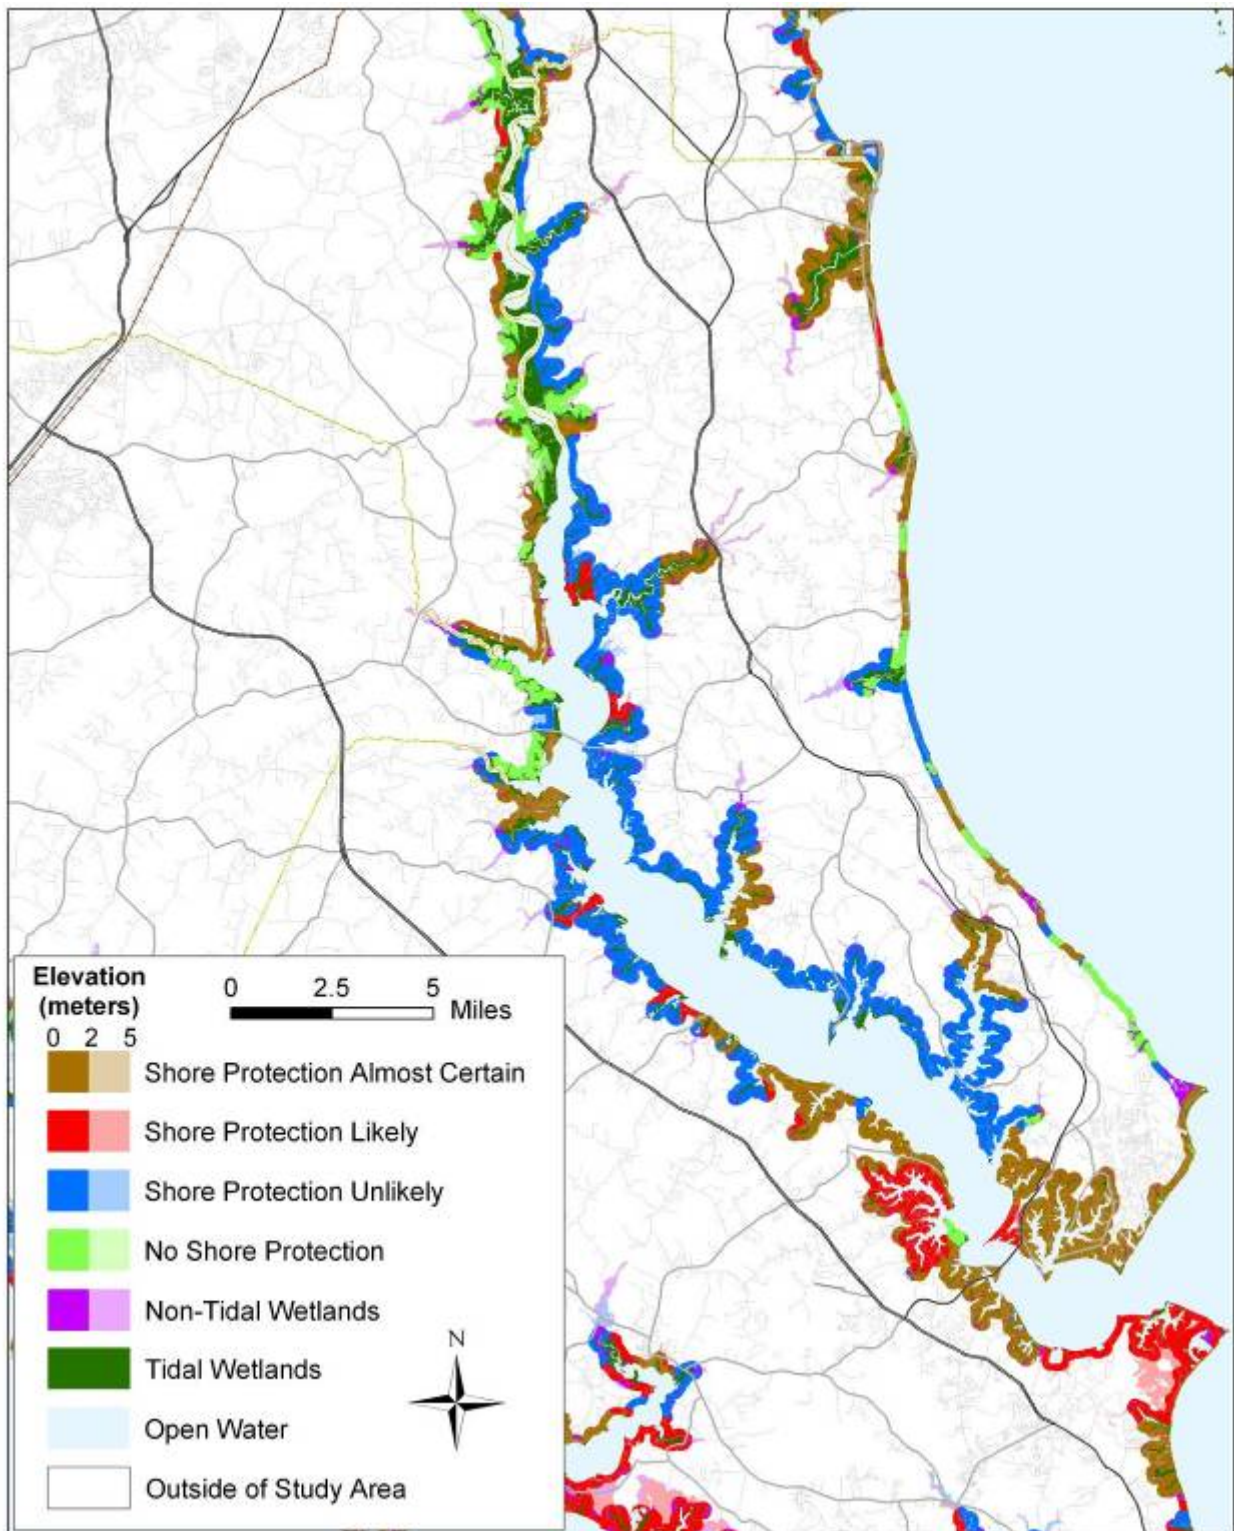 N
Elevation
(meters)
0 2 5
0 2.5 5
Miles
Shore Protection Almost Certain
Shore Protection Likely
Shore Protection Unlikely
No Shore Protection
Non-Tidal Wetlands
Tidal Wetlands
Open Water
Outside of Study Area